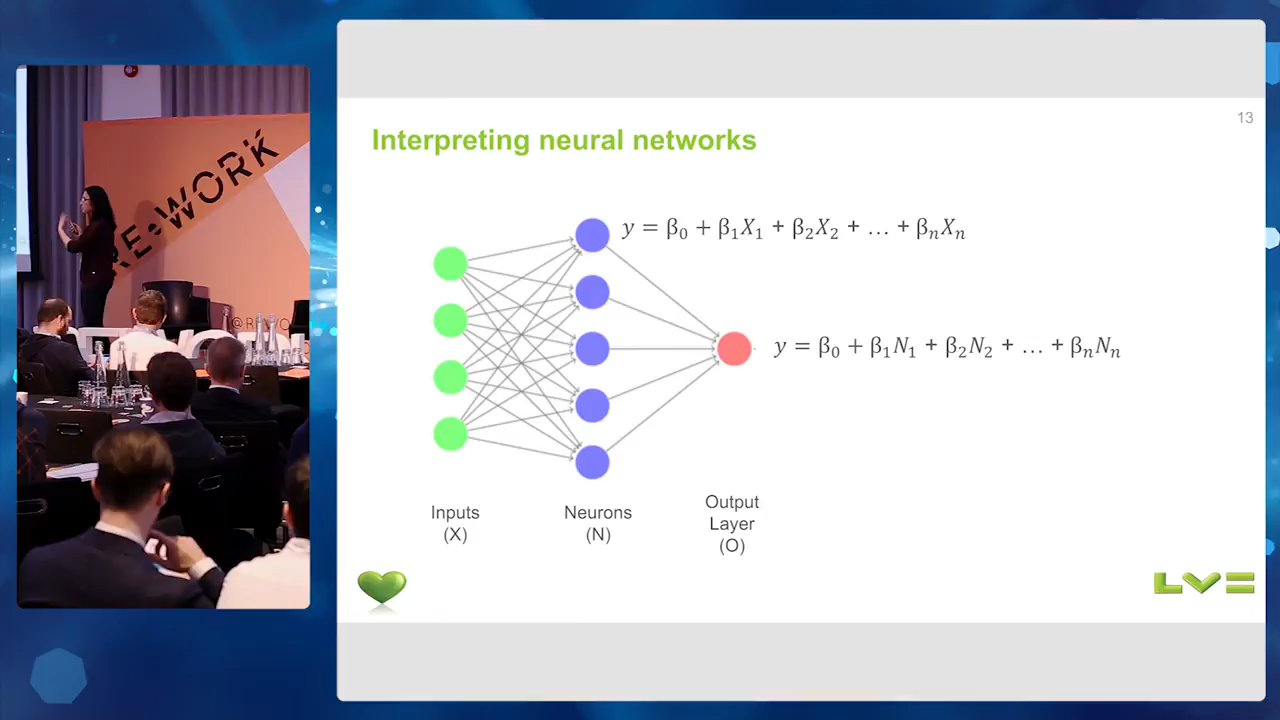 RE•WORK
@REWO
13
Interpreting neural networks
y = β₀ + β₁X₁ + β₂X₂ + … + βₙXₙ
y = β₀ + β₁N₁ + β₂N₂ + … + βₙNₙ
Inputs
(X)
Neurons
(N)
Output
Layer
(O)
LV=